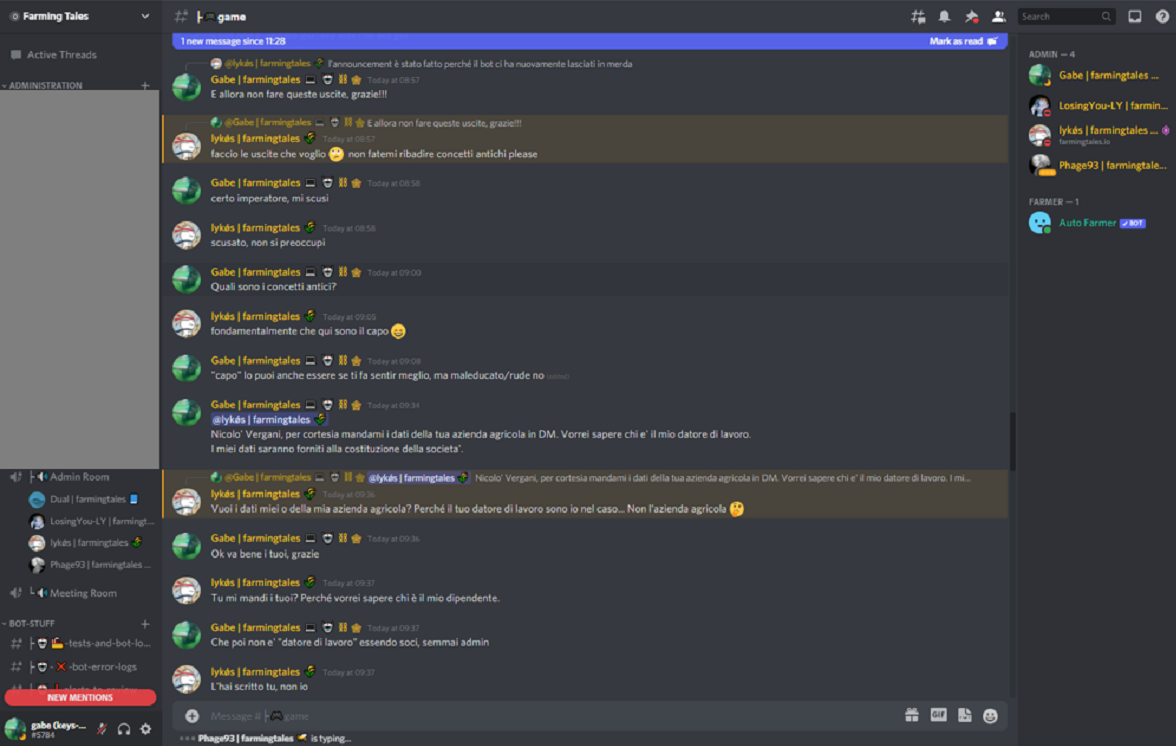 Farming Tales
Active Threads
ADMINISTRATION
Admin Room
Dual | farmingtales
LosingYou-LY | farmingt...
lykøs | farmingtales
Phage93 | farmingtales ...
Meeting Room
BOT-STUFF
-tests-and-bot-lo...
-bot-error-logs
NEW MENTIONS
gabe (keys-...
#5784
game
Search
1 new message since 11:28
Mark as read
@lykøs | farmingtales l'announcement è stato fatto perché il bot ci ha nuovamente lasciati in merda
Gabe | farmingtales Today at 08:57
E allora non fare queste uscite, grazie!!!
@Gabe | farmingtales E allora non fare queste uscite, grazie!!!
lykøs | farmingtales Today at 08:57
faccio le uscite che voglio 🤔 non fatemi ribadire concetti antichi please
Gabe | farmingtales Today at 08:58
certo imperatore, mi scusi
lykøs | farmingtales Today at 08:58
scusato, non si preoccupi
Gabe | farmingtales Today at 09:00
Quali sono i concetti antici?
lykøs | farmingtales Today at 09:05
fondamentalmente che qui sono il capo 😄
Gabe | farmingtales Today at 09:08
"capo" lo puoi anche essere se ti fa sentir meglio, ma maleducato/rude no (edited)
Gabe | farmingtales Today at 09:34
@lykøs | farmingtales
Nicolo' Vergani, per cortesia mandami i dati della tua azienda agricola in DM. Vorrei sapere chi e' il mio datore di lavoro.
I miei dati saranno forniti alla costituzione della societa'.
@Gabe | farmingtales @lykøs | farmingtales Nicolo' Vergani, per cortesia mandami i dati della tua azienda agricola in DM. Vorrei sapere chi e' il mio datore di lavoro. I mi...
lykøs | farmingtales Today at 09:36
Vuoi i dati miei o della mia azienda agricola? Perché il tuo datore di lavoro sono io nel caso... Non l'azienda agricola 🤔
Gabe | farmingtales Today at 09:36
Ok va bene i tuoi, grazie
lykøs | farmingtales Today at 09:37
Tu mi mandi i tuoi? Perché vorrei sapere chi è il mio dipendente.
Gabe | farmingtales Today at 09:37
Che poi non e' "datore di lavoro" essendo soci, semmai admin
lykøs | farmingtales Today at 09:37
L'hai scritto tu, non io
Message # game
GIF
Phage93 | farmingtales is typing...
ADMIN — 4
Gabe | farmingtales ...
LosingYou-LY | farmin...
lykøs | farmingtales ...
farmingtales.io
Phage93 | farmingtale...
FARMER — 1
Auto Farmer ✓ BOT